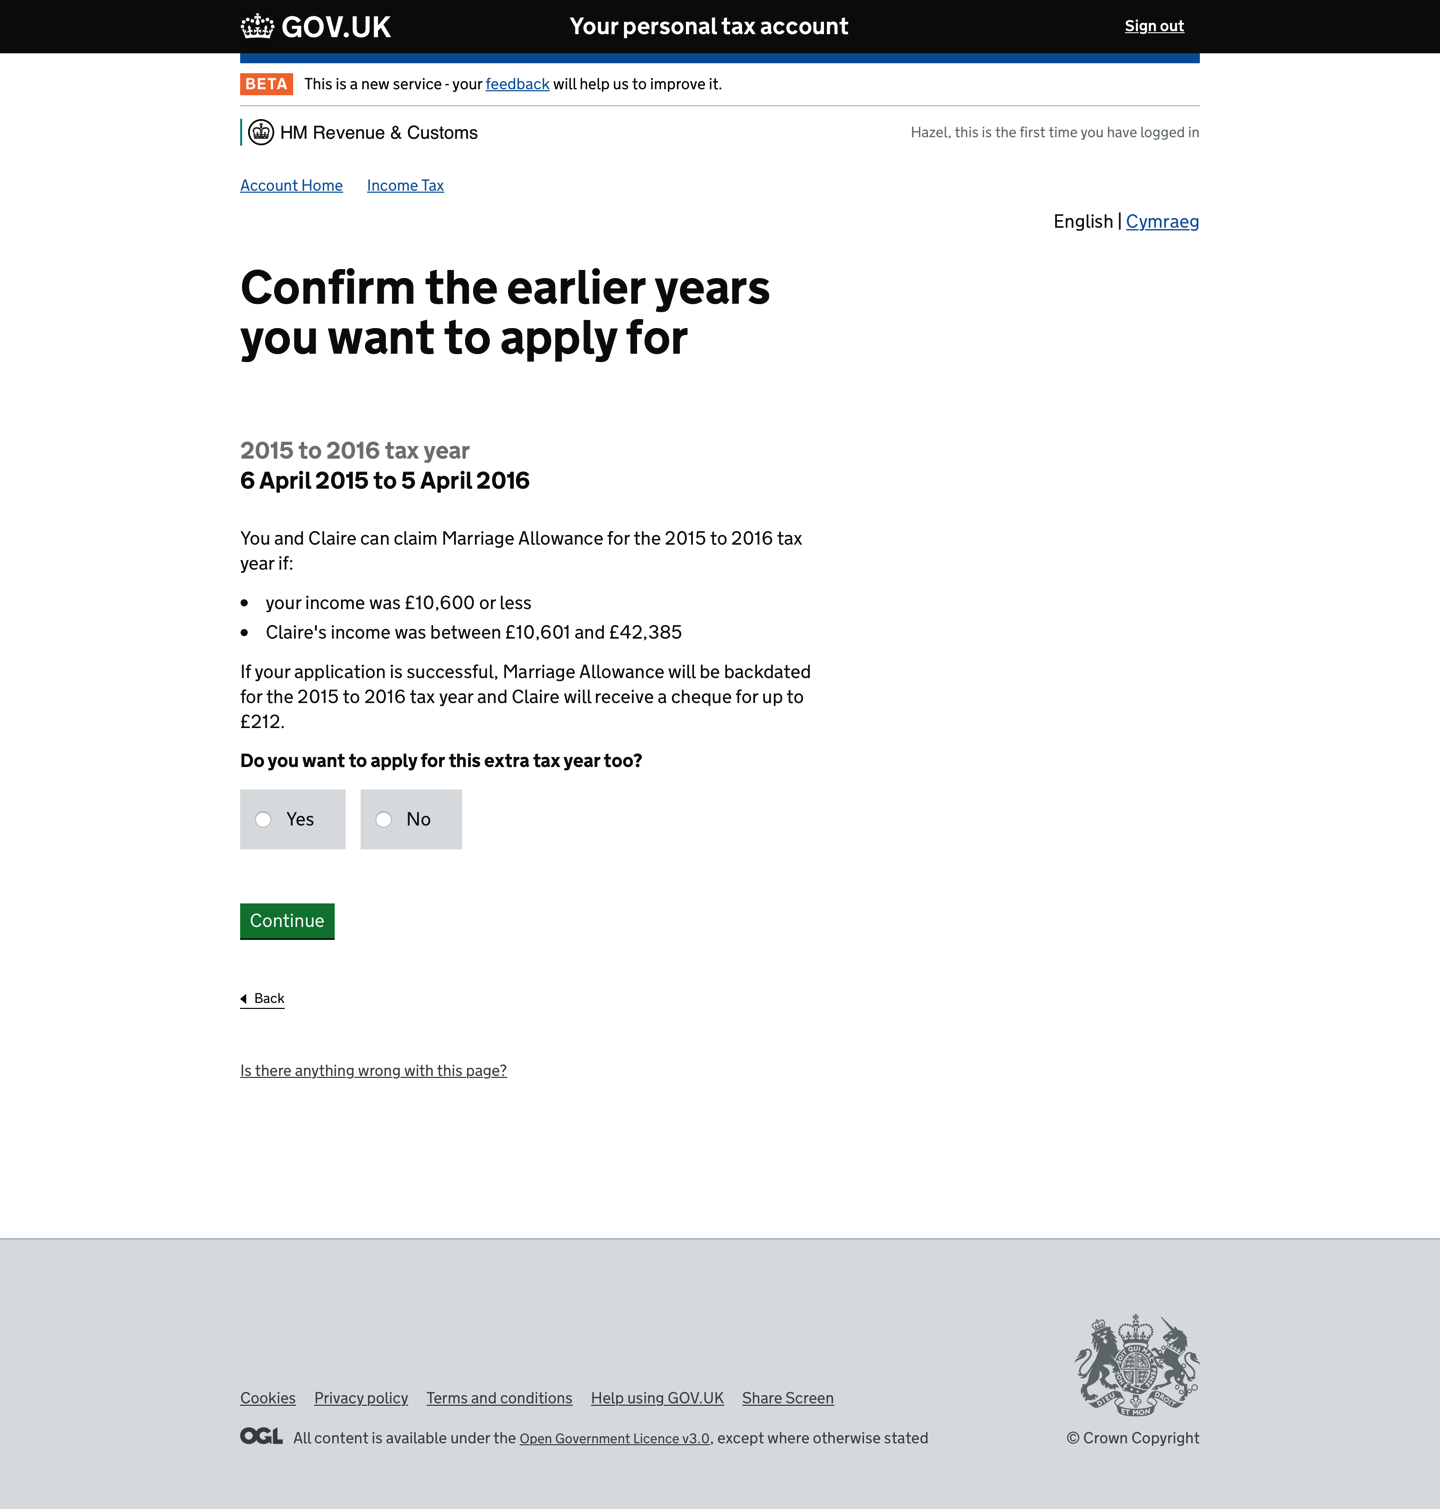 GOV.UK
Your personal tax account
Sign out
BETA
This is a new service - your feedback will help us to improve it.
HM Revenue & Customs
Hazel, this is the first time you have logged in
Account Home
Income Tax
English | Cymraeg
Confirm the earlier years
you want to apply for
2015 to 2016 tax year
6 April 2015 to 5 April 2016
You and Claire can claim Marriage Allowance for the 2015 to 2016 tax
year if:
• your income was £10,600 or less
• Claire's income was between £10,601 and £42,385
If your application is successful, Marriage Allowance will be backdated
for the 2015 to 2016 tax year and Claire will receive a cheque for up to
£212.
Do you want to apply for this extra tax year too?
Yes
No
Continue
Back
Is there anything wrong with this page?
Cookies
Privacy policy
Terms and conditions
Help using GOV.UK
Share Screen
OGL
All content is available under the Open Government Licence v3.0, except where otherwise stated
DIEU ET MON DROIT
© Crown Copyright